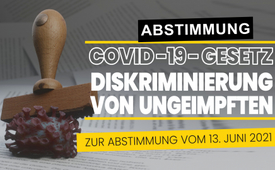 ABSTIMMUNG
COVID-19-GESETZ
DISKRIMINIERUNG
VON UNGEIMPFTEN
ZUR ABSTIMMUNG VOM 13. JUNI 2021